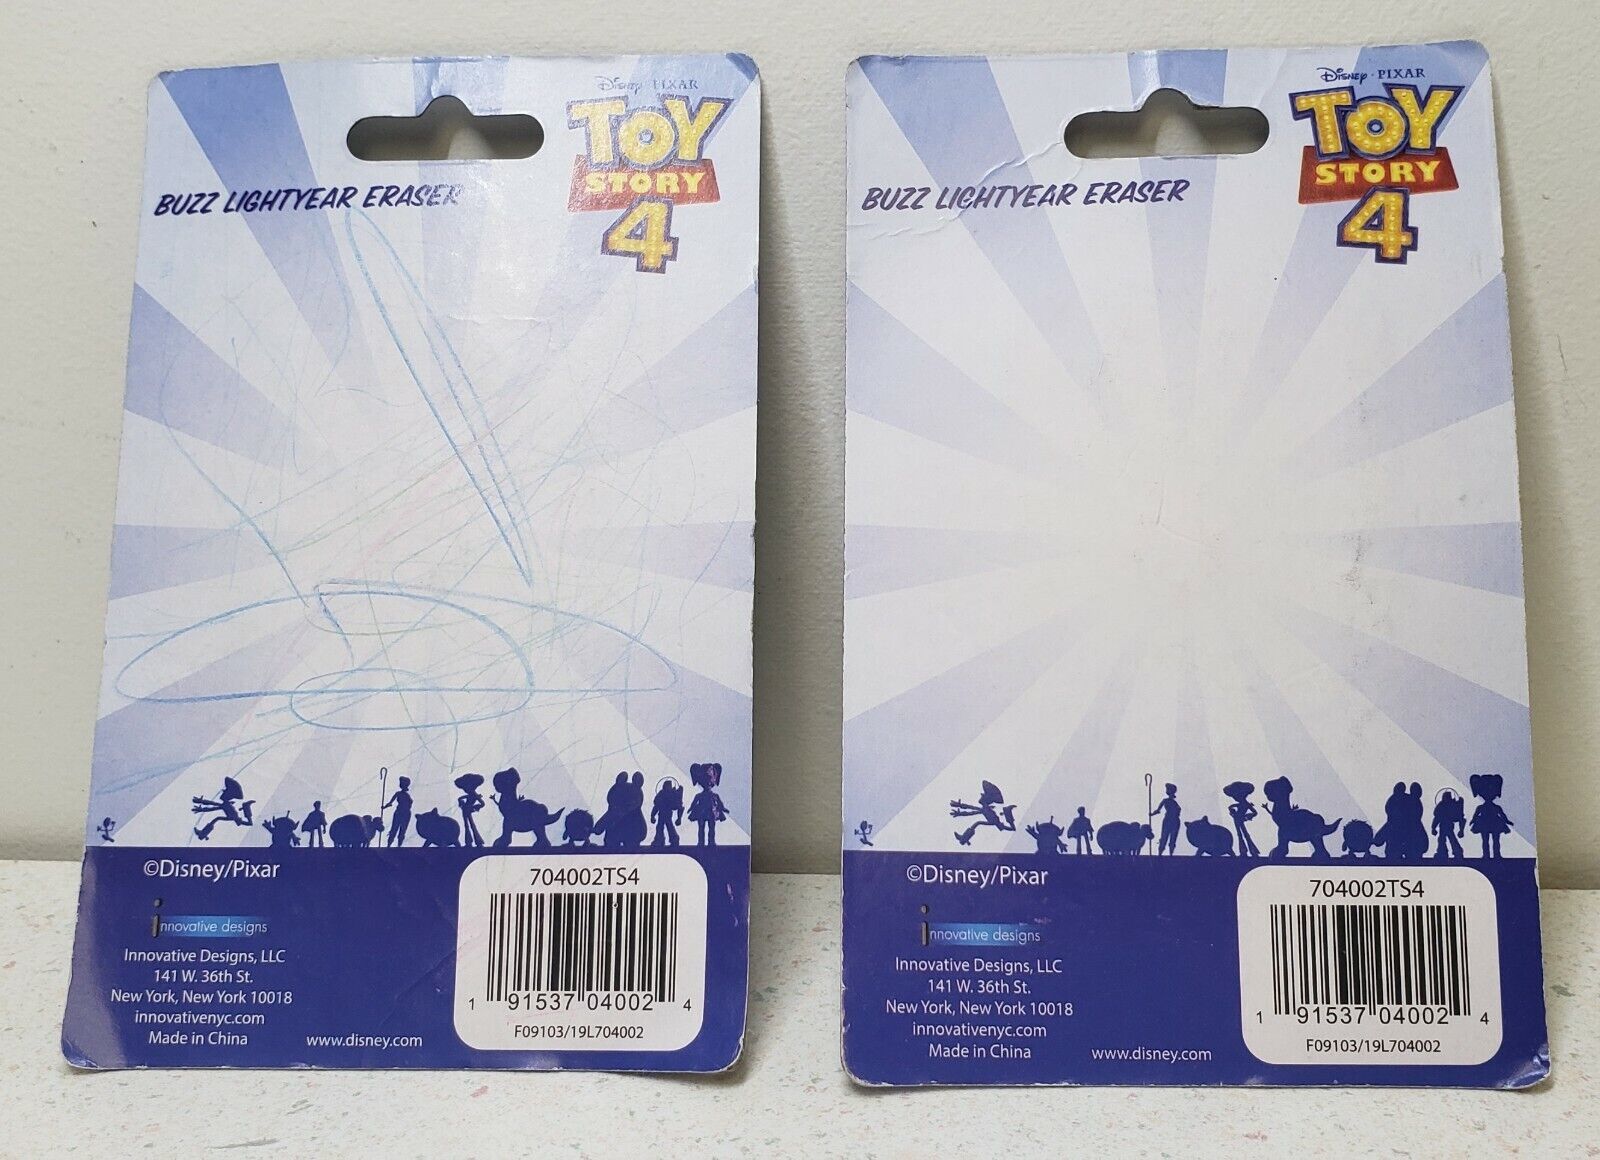 Disney · PIXAR
TOY
STORY
4
BUZZ LIGHTYEAR ERASER
©Disney/Pixar
innovative designs
Innovative Designs, LLC
141 W. 36th St.
New York, New York 10018
innovativenyc.com
Made in China
www.disney.com
704002TS4
1 91537 04002 4
F09103/19L704002
Disney · PIXAR
TOY
STORY
4
BUZZ LIGHTYEAR ERASER
©Disney/Pixar
innovative designs
Innovative Designs, LLC
141 W. 36th St.
New York, New York 10018
innovativenyc.com
Made in China
www.disney.com
704002TS4
1 91537 04002 4
F09103/19L704002